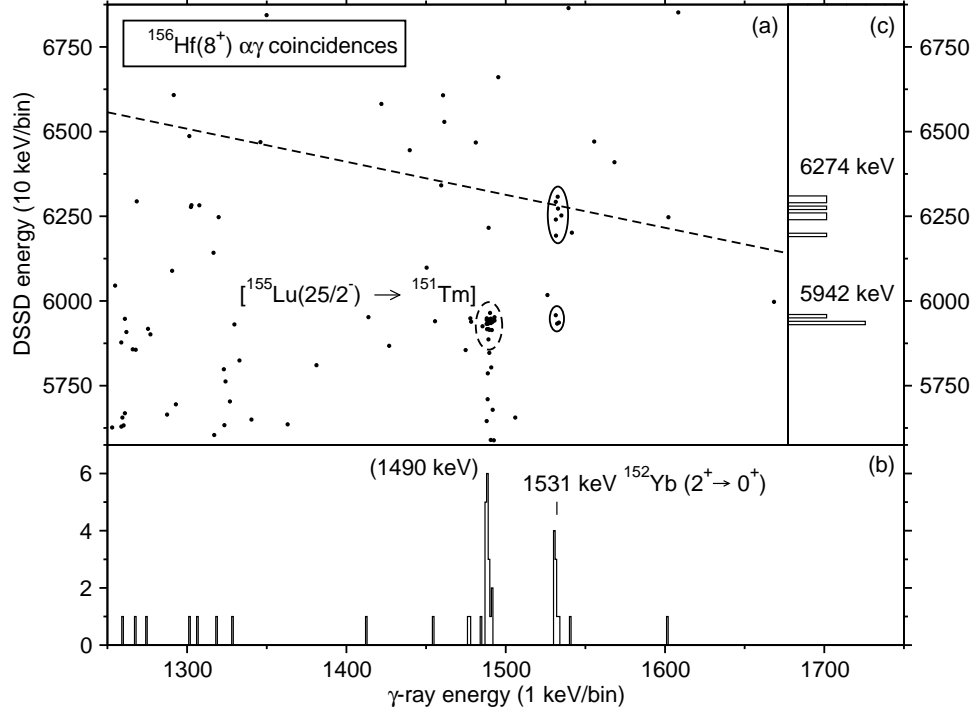 (a)
(c)
¹⁵⁶Hf(8⁺) αγ coincidences
6750
6500
6250
6000
5750
DSSD energy (10 keV/bin)
6274 keV
5942 keV
[¹⁵⁵Lu(25/2⁻) → ¹⁵¹Tm]
6750
6500
6250
6000
5750
(b)
(1490 keV)
1531 keV ¹⁵²Yb (2⁺→ 0⁺)
6
4
2
0
1300 1400 1500 1600 1700
γ-ray energy (1 keV/bin)